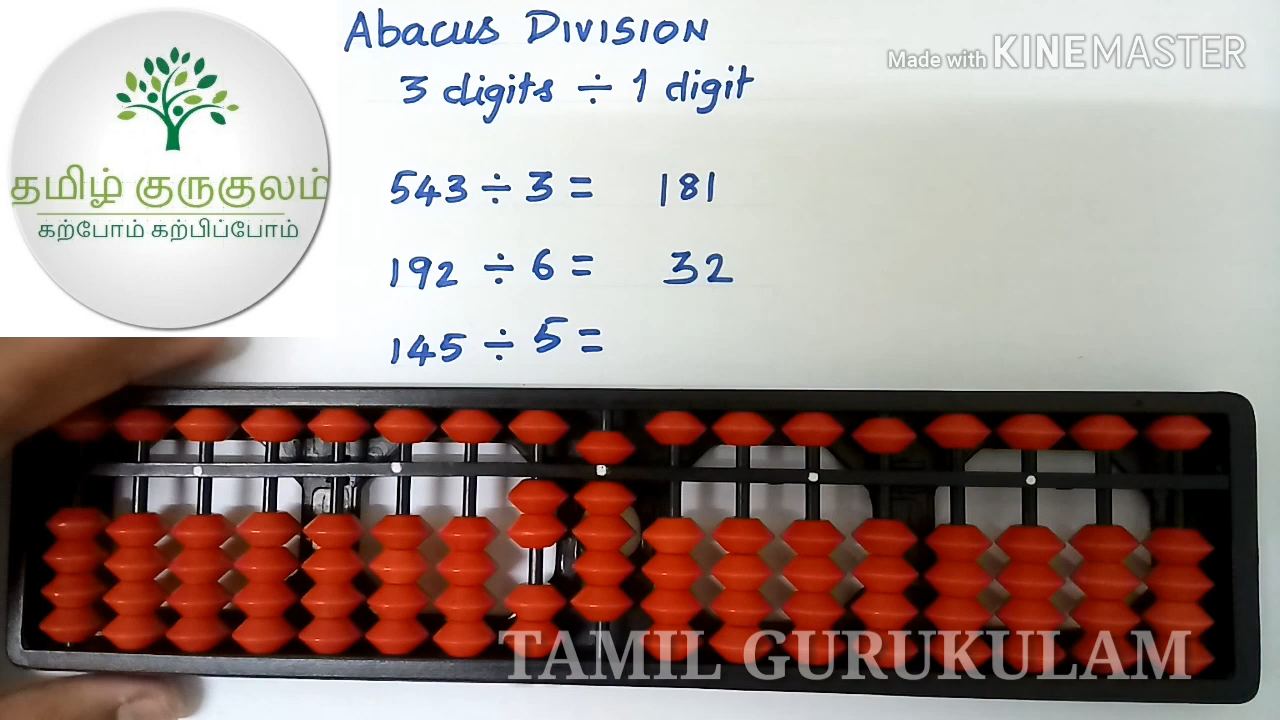 Abacus DIVISION
3 digits ÷ 1 digit
Made with KINEMASTER
தமிழ் குருகுலம்
கற்போம் கற்பிப்போம்
543 ÷ 3 = 181
192 ÷ 6 = 32
145 ÷ 5 =
TAMIL GURUKULAM